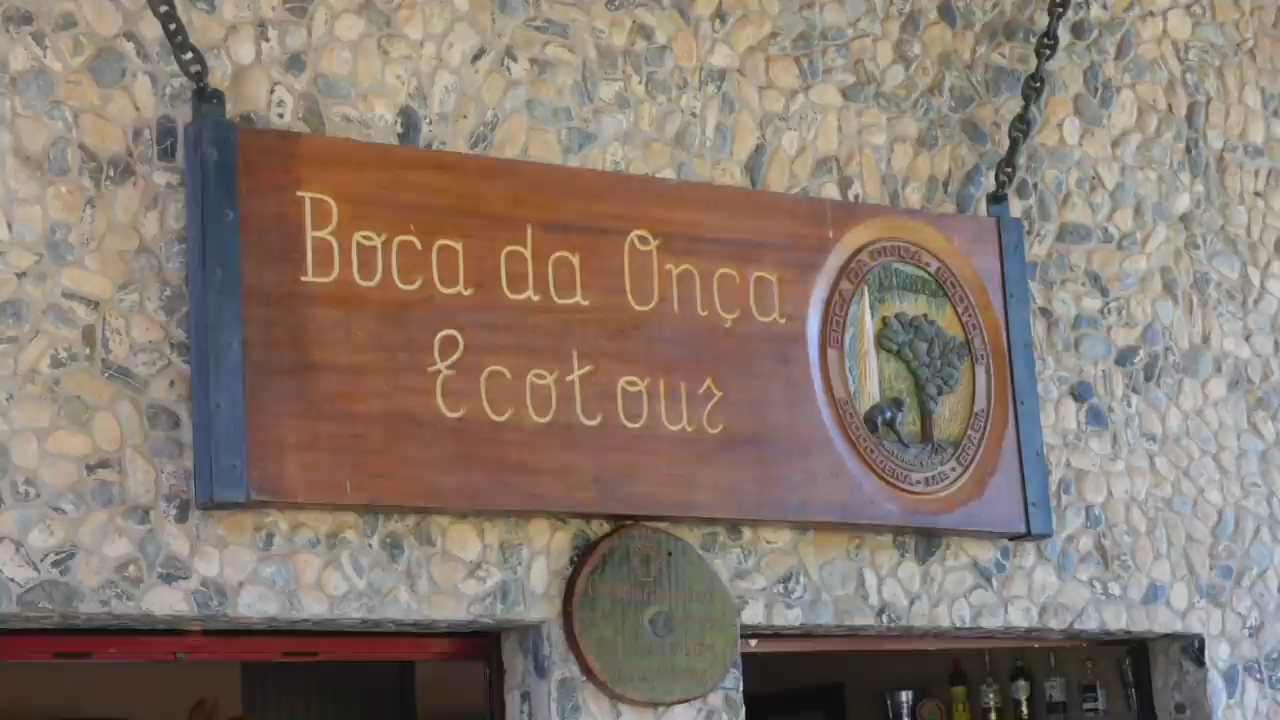 Boca da Onça
Ecotour
BOCA DA ONÇA - ECOTOUR
BODOQUENA - MS - BRASIL